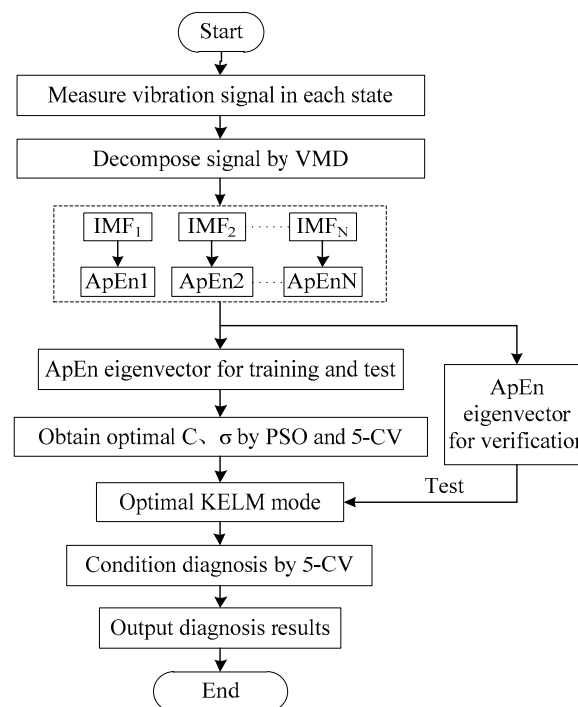 Start
Measure vibration signal in each state
Decompose signal by VMD
IMF₁ IMF₂ ······ IMF_N
ApEn1 ApEn2 ······ ApEnN
ApEn eigenvector for training and test
ApEn
eigenvector
for verification
Obtain optimal C、σ by PSO and 5-CV
Test
Optimal KELM mode
Condition diagnosis by 5-CV
Output diagnosis results
End